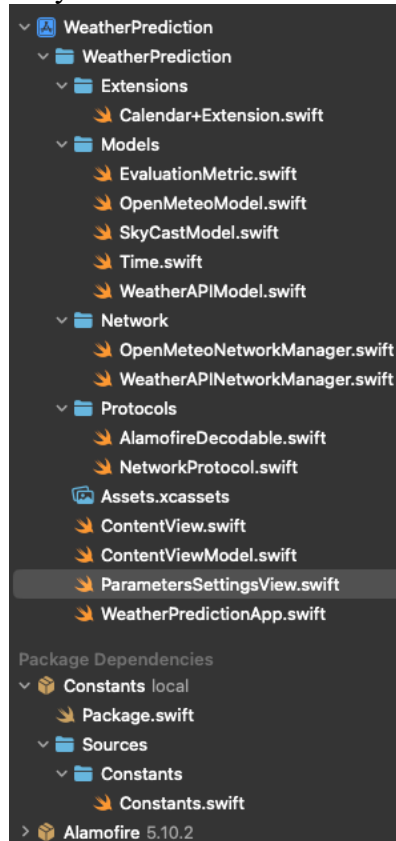 WeatherPrediction
WeatherPrediction
Extensions
Calendar+Extension.swift
Models
EvaluationMetric.swift
OpenMeteoModel.swift
SkyCastModel.swift
Time.swift
WeatherAPIModel.swift
Network
OpenMeteoNetworkManager.swift
WeatherAPINetworkManager.swift
Protocols
AlamofireDecodable.swift
NetworkProtocol.swift
Assets.xcassets
ContentView.swift
ContentViewModel.swift
ParametersSettingsView.swift
WeatherPredictionApp.swift
Package Dependencies
Constants local
Package.swift
Sources
Constants
Constants.swift
Alamofire 5.10.2